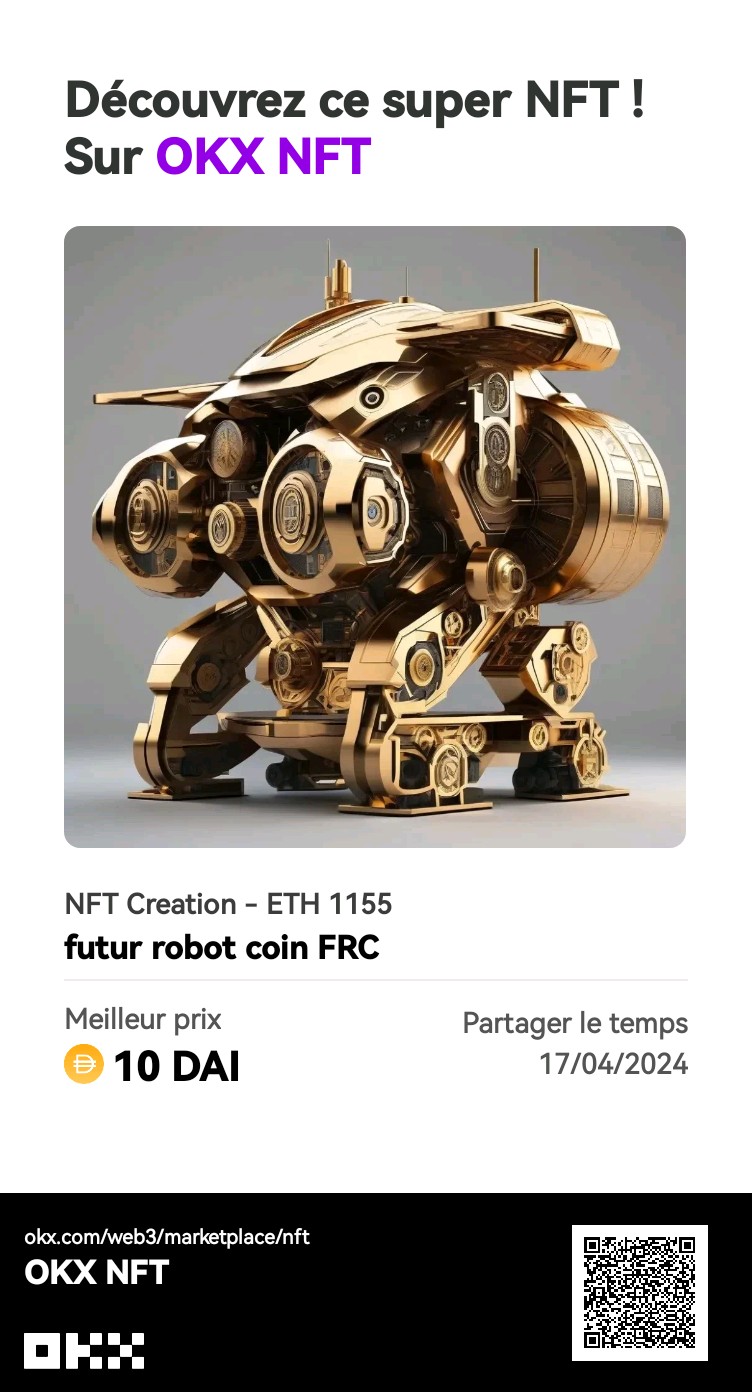 Découvrez ce super NFT !
Sur OKX NFT
NFT Creation - ETH 1155
futur robot coin FRC
Meilleur prix
10 DAI
Partager le temps
17/04/2024
okx.com/web3/marketplace/nft
OKX NFT
OKX